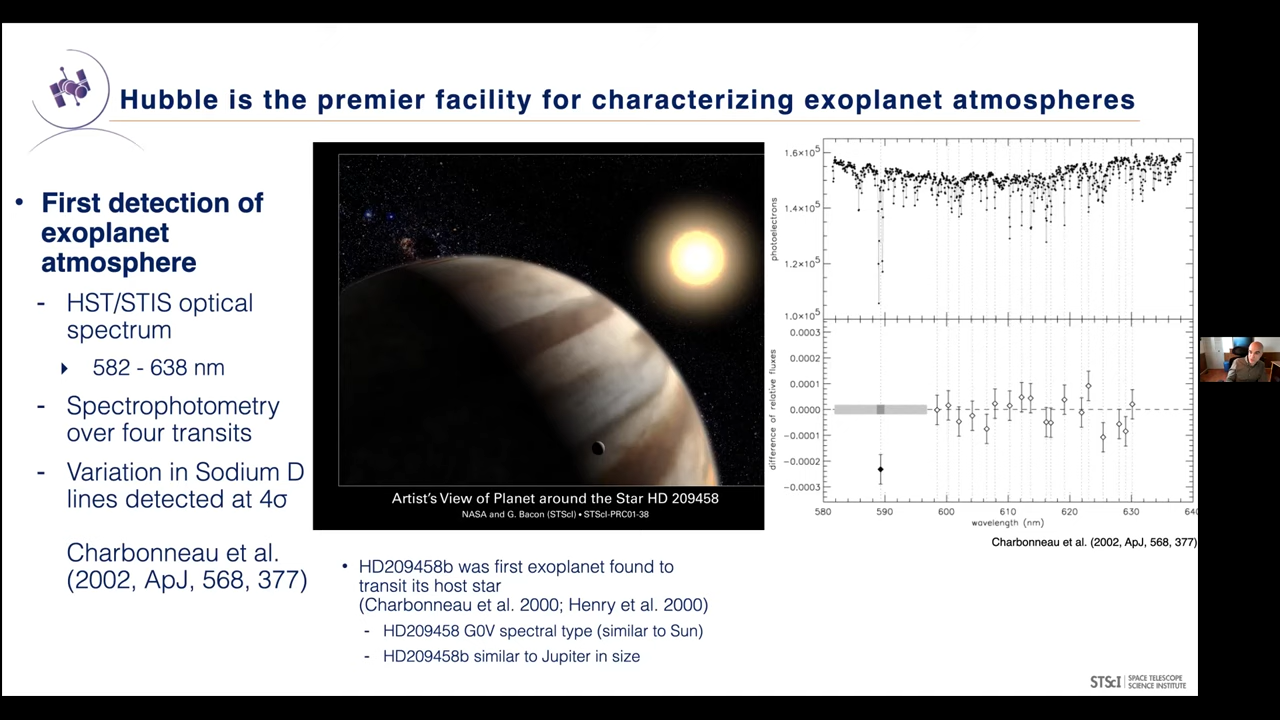 Hubble is the premier facility for characterizing exoplanet atmospheres
• First detection of
exoplanet
atmosphere
- HST/STIS optical
spectrum
582 - 638 nm
- Spectrophotometry
over four transits
- Variation in Sodium D
lines detected at 4σ
Charbonneau et al.
(2002, ApJ, 568, 377)
Artist's View of Planet around the Star HD 209458
NASA and G. Bacon (STScI) • STScI-PRC01-38
• HD209458b was first exoplanet found to
transit its host star
(Charbonneau et al. 2000; Henry et al. 2000)
- HD209458 G0V spectral type (similar to Sun)
- HD209458b similar to Jupiter in size
photoelectrons
1.6×10⁵
1.4×10⁵
1.2×10⁵
1.0×10⁵
difference of relative fluxes
0.0003
0.0002
0.0001
0.0000
-0.0001
-0.0002
-0.0003
580 590 600 610 620 630 640
wavelength (nm)
Charbonneau et al. (2002, ApJ, 568, 377)
STScI | SPACE TELESCOPE
SCIENCE INSTITUTE